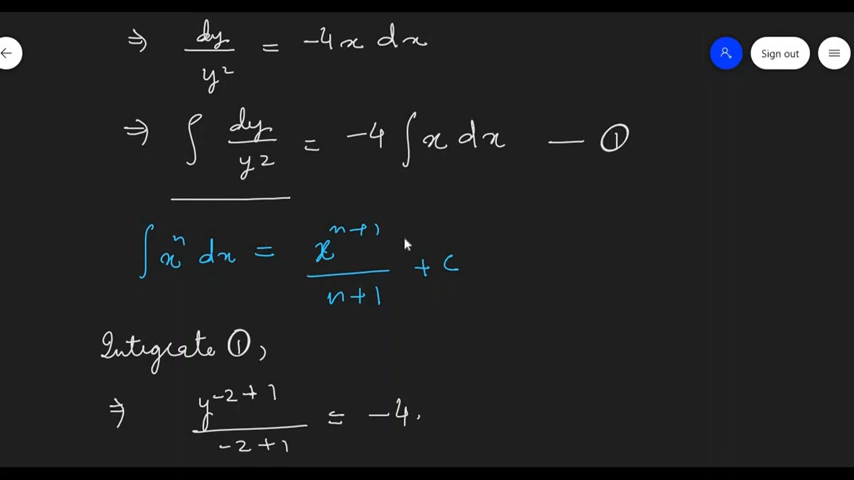 ⇒ dy/y² = -4x dx
Sign out
⇒ ∫ dy/y² = -4 ∫ x dx — ①
∫ xⁿ dx = xⁿ⁺¹/(n+1) + c
Integrate ①,
⇒ y⁻²⁺¹/(-2+1) = -4.